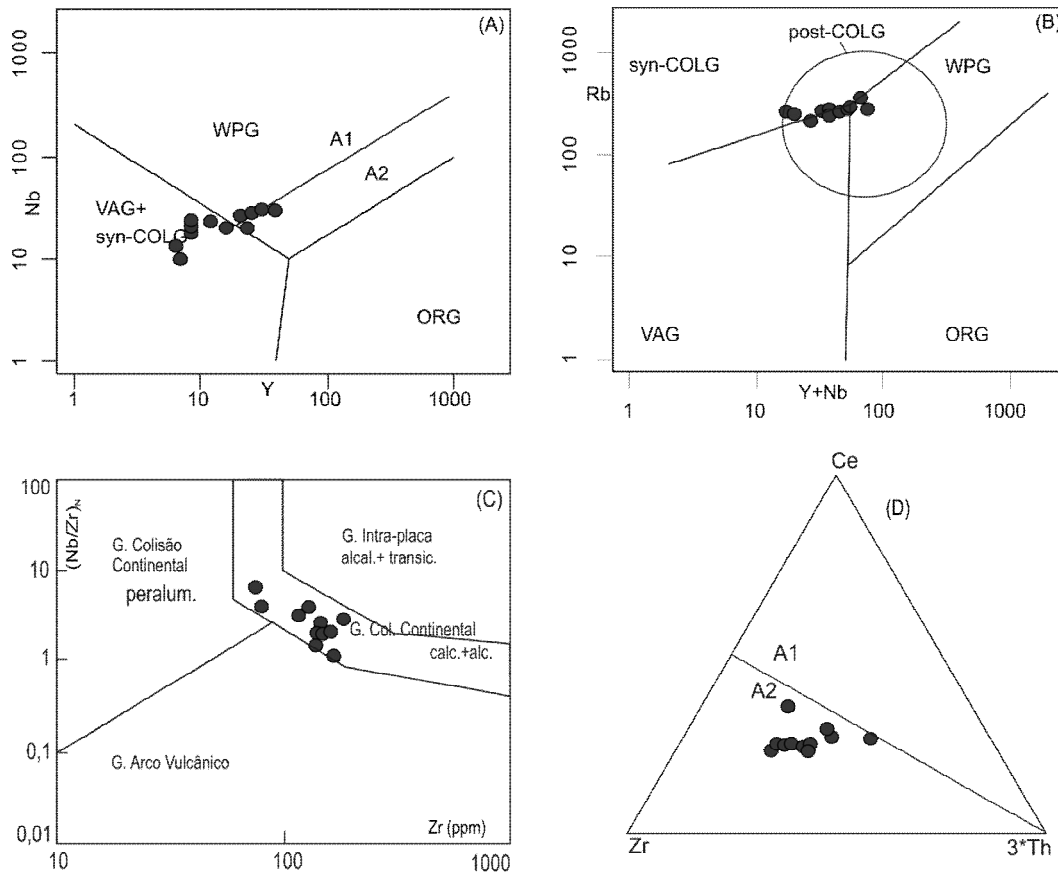 (A)
1000
100
10
1
Nb
WPG
A1
A2
VAG+
syn-COLG
ORG
1
10
100
1000
Y
(B)
1000
100
10
1
Rb
syn-COLG
post-COLG
WPG
VAG
ORG
1
10
100
1000
Y+Nb
(C)
100
10
1
0,1
0,01
(Nb/Zr)N
G. Colisão
Continental
peralum.
G. Intra-placa
alcal.+ transic.
G. Col. Continental
calc.+alc.
G. Arco Vulcânico
Zr (ppm)
10
100
1000
Ce
(D)
A1
A2
Zr
3*Th